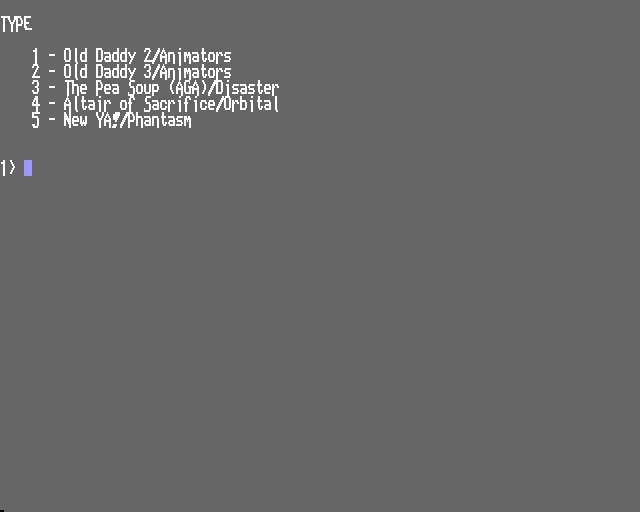 TYPE
1 - Old Daddy 2/Animators
2 - Old Daddy 3/Animators
3 - The Pea Soup (AGA)/Disaster
4 - Altair of Sacrifice/Orbital
5 - New YA!/Phantasm
1>